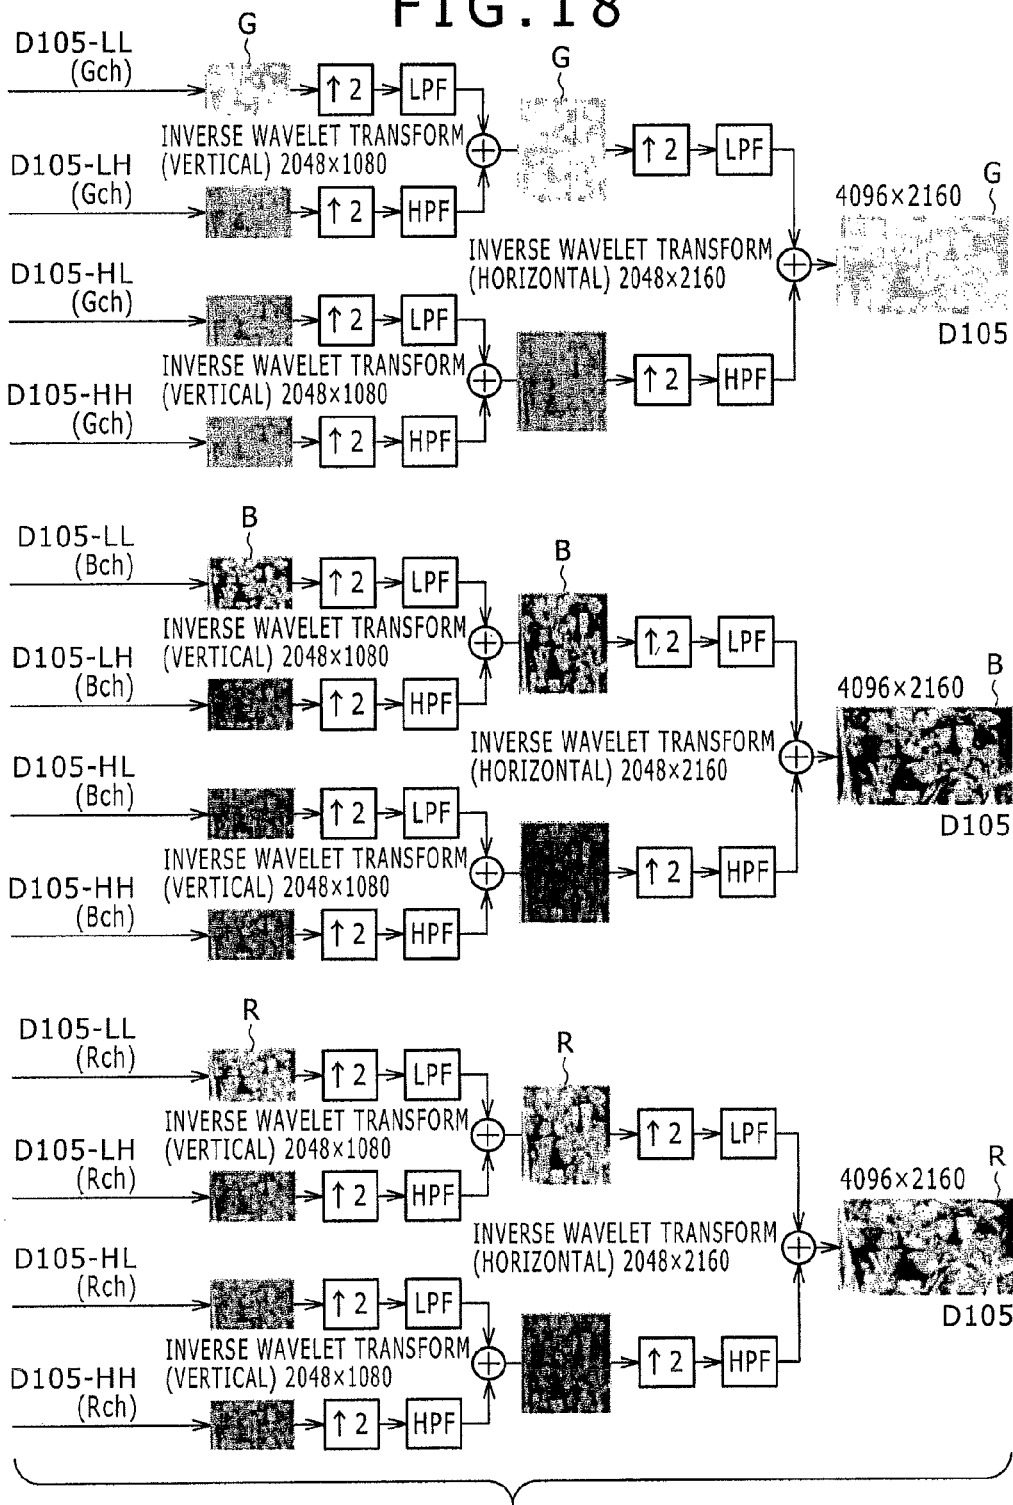 FIG.18
D105-LL
(Gch)
G
↑2
LPF
G
INVERSE WAVELET TRANSFORM
(VERTICAL) 2048×1080
↑2
LPF
D105-LH
(Gch)
↑2
HPF
4096×2160
G
INVERSE WAVELET TRANSFORM
(HORIZONTAL) 2048×2160
D105
D105-HL
(Gch)
↑2
LPF
INVERSE WAVELET TRANSFORM
(VERTICAL) 2048×1080
↑2
HPF
D105-HH
(Gch)
↑2
HPF
D105-LL
(Bch)
B
↑2
LPF
B
INVERSE WAVELET TRANSFORM
(VERTICAL) 2048×1080
↑2
LPF
D105-LH
(Bch)
↑2
HPF
4096×2160
B
INVERSE WAVELET TRANSFORM
(HORIZONTAL) 2048×2160
D105
D105-HL
(Bch)
↑2
LPF
INVERSE WAVELET TRANSFORM
(VERTICAL) 2048×1080
↑2
HPF
D105-HH
(Bch)
↑2
HPF
D105-LL
(Rch)
R
↑2
LPF
R
INVERSE WAVELET TRANSFORM
(VERTICAL) 2048×1080
↑2
LPF
D105-LH
(Rch)
↑2
HPF
4096×2160
R
INVERSE WAVELET TRANSFORM
(HORIZONTAL) 2048×2160
D105
D105-HL
(Rch)
↑2
LPF
INVERSE WAVELET TRANSFORM
(VERTICAL) 2048×1080
↑2
HPF
D105-HH
(Rch)
↑2
HPF